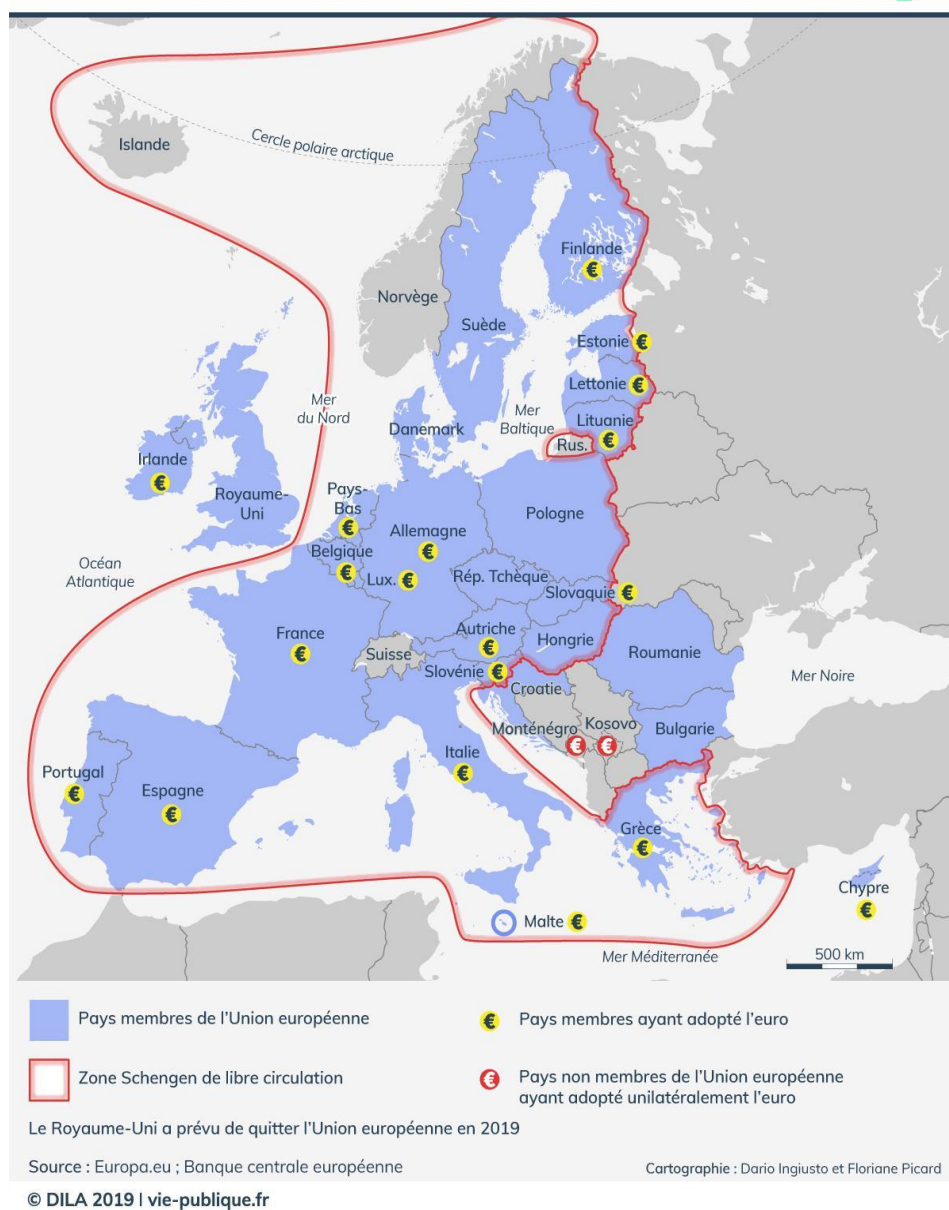 Islande
Cercle polaire arctique
Finlande
€
Norvège
Suède
Estonie €
Lettonie €
Mer
du Nord
Mer
Baltique
Lituanie
€
Danemark
Rus.
Irlande
€
Royaume-
Uni
Pays-
Bas
€
Pologne
Allemagne
€
Belgique
€
Océan
Atlantique
Lux. €
Rép. Tchèque
Slovaquie €
France
€
Autriche
€
Hongrie
Suisse
Roumanie
Slovénie €
Mer Noire
Croatie
Monténégro
€
Kosovo
€
Bulgarie
Italie
€
Portugal
€
Espagne
€
Grèce
€
Chypre
€
Malte €
Mer Méditerranée
500 km
Pays membres de l'Union européenne
€ Pays membres ayant adopté l'euro
Zone Schengen de libre circulation
€ Pays non membres de l'Union européenne
ayant adopté unilatéralement l'euro
Le Royaume-Uni a prévu de quitter l'Union européenne en 2019
Source : Europa.eu ; Banque centrale européenne
Cartographie : Dario Ingiusto et Floriane Picard
© DILA 2019 I vie-publique.fr